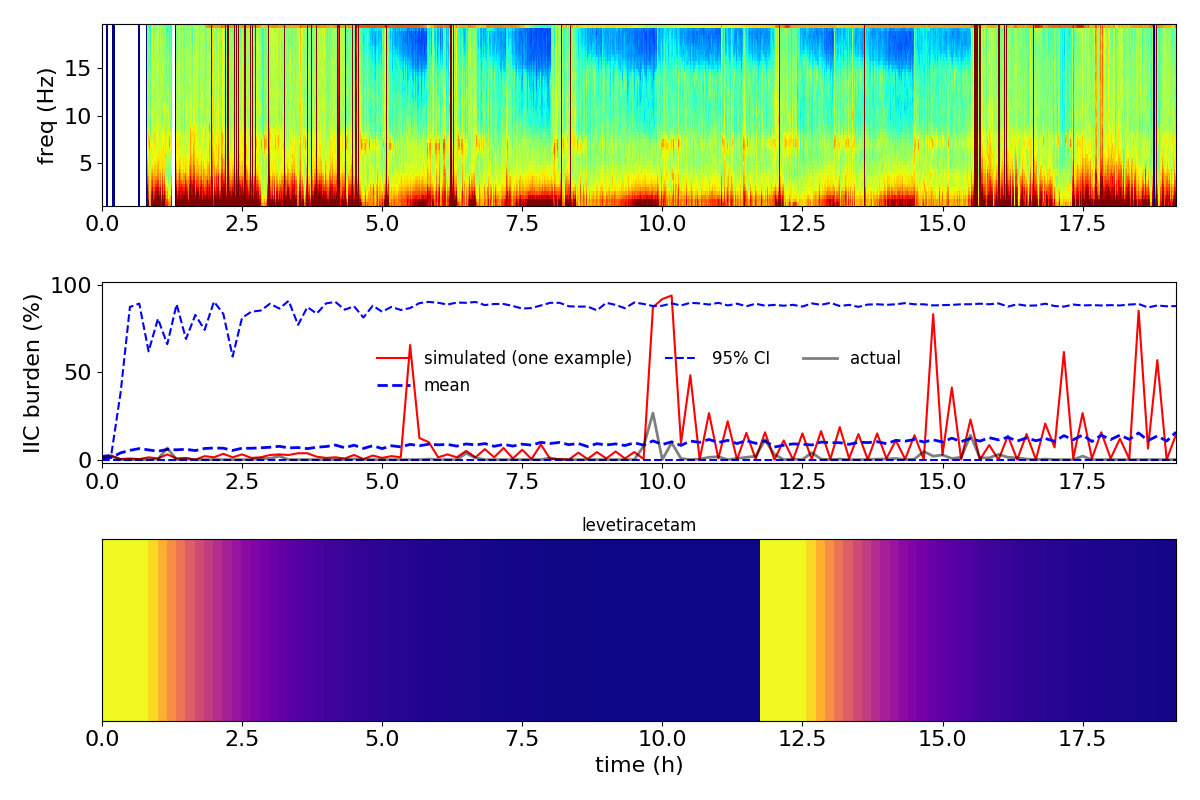 freq (Hz)
15
10
5
0.0 2.5 5.0 7.5 10.0 12.5 15.0 17.5
IIC burden (%)
100
50
0
simulated (one example) 95% CI actual
mean
0.0 2.5 5.0 7.5 10.0 12.5 15.0 17.5
levetiracetam
0.0 2.5 5.0 7.5 10.0 12.5 15.0 17.5
time (h)